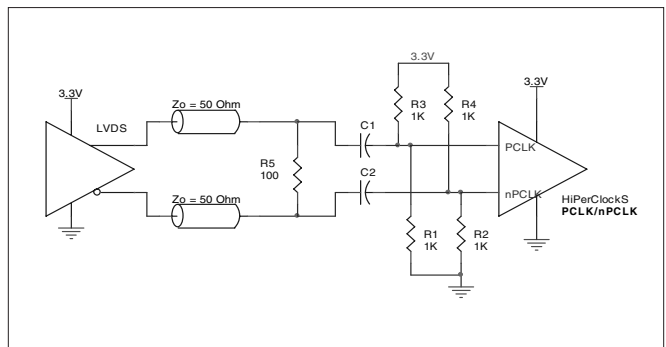 3.3V
3.3V
3.3V
LVDS
Zo = 50 Ohm
C1
R3
1K
R4
1K
PCLK
R5
100
C2
Zo = 50 Ohm
nPCLK
HiPerClockS
PCLK/nPCLK
R1
1K
R2
1K